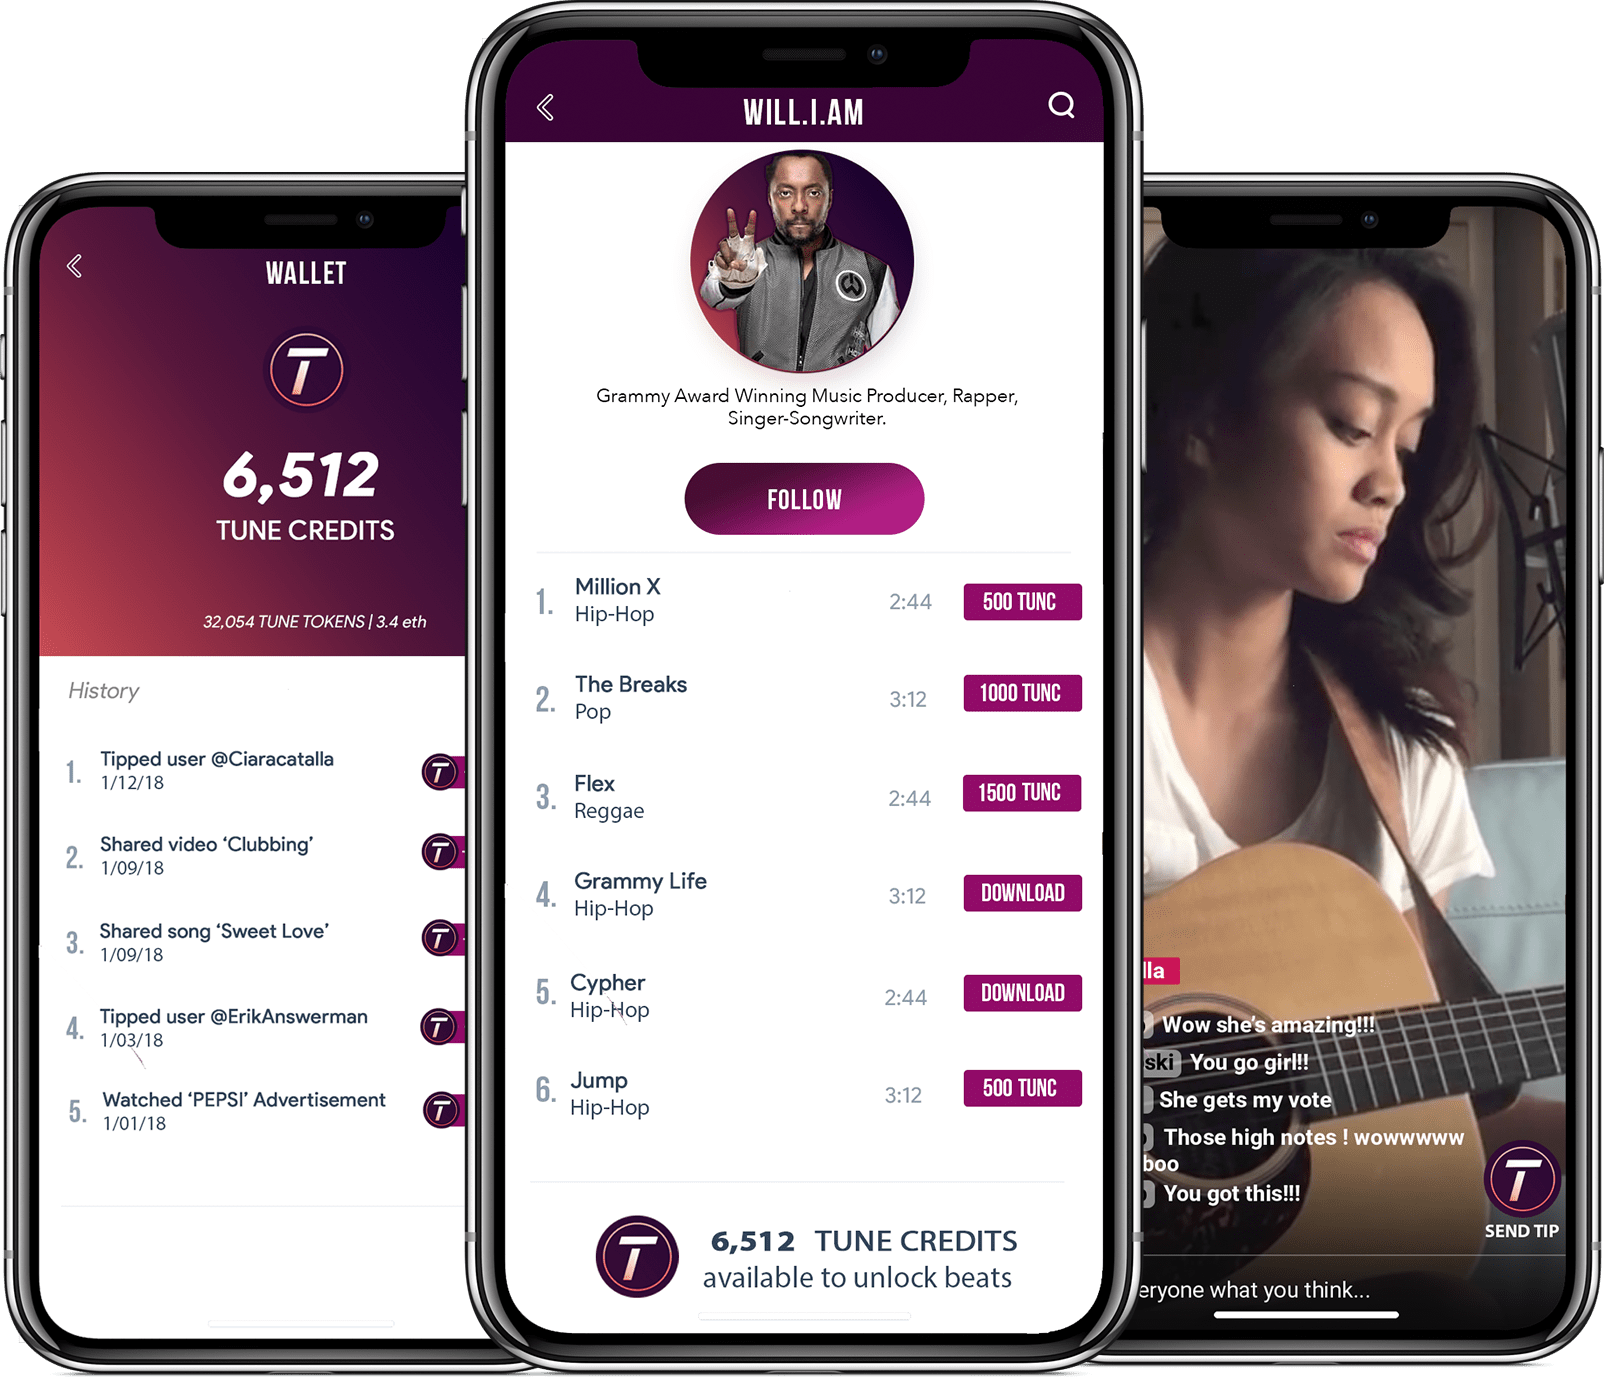 WALLET
T
6,512
TUNE CREDITS
32,054 TUNE TOKENS | 3.4 eth
History
1. Tipped user @Ciaracatalla
1/12/18
T
2. Shared video ‘Clubbing’
1/09/18
T
3. Shared song ‘Sweet Love’
1/09/18
T
4. Tipped user @ErikAnswerman
1/03/18
T
5. Watched ‘PEPSI’ Advertisement
1/01/18
T
WILL.I.AM
Grammy Award Winning Music Producer, Rapper,
Singer-Songwriter.
FOLLOW
1. Million X 2:44 500 TUNC
Hip-Hop
2. The Breaks 3:12 1000 TUNC
Pop
3. Flex 2:44 1500 TUNC
Reggae
4. Grammy Life 3:12 DOWNLOAD
Hip-Hop
5. Cypher 2:44 DOWNLOAD
Hip-Hop
6. Jump 3:12 500 TUNC
Hip-Hop
T
6,512 TUNE CREDITS
available to unlock beats
lla
Wow she's amazing!!!
ski You go girl!!
She gets my vote
Those high notes ! wowwwww
boo
You got this!!!
T
SEND TIP
eryone what you think...